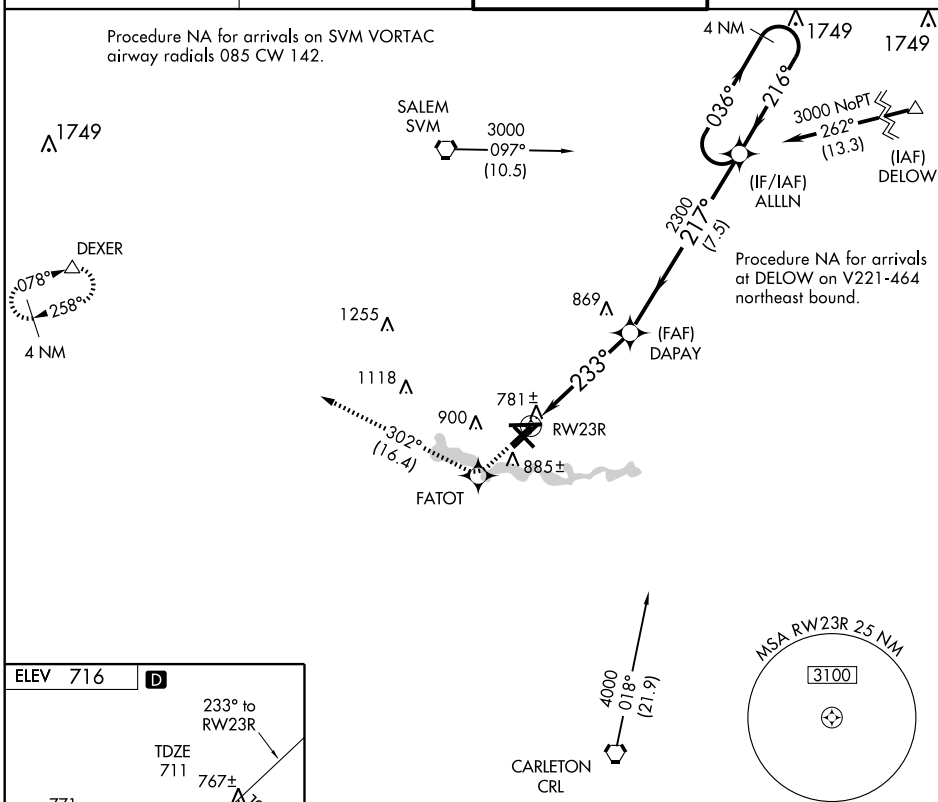 Procedure NA for arrivals on SVM VORTAC
airway radials 085 CW 142.
4 NM
1749
1749
1749
SALEM
SVM
3000
097°
(10.5)
036°
216°
3000 NoPT
262°
(13.3)
(IAF)
DELOW
(IF/IAF)
ALLLN
2300
217°
(7.5)
Procedure NA for arrivals
at DELOW on V221-464
northeast bound.
DEXER
078°
258°
4 NM
869
1255
(FAF)
DAPAY
233°
1118
781±
900
RW23R
302°
(16.4)
885±
FATOT
4000
018°
(21.9)
CARLETON
CRL
MSA RW23R 25 NM
3100
ELEV 716
D
233° to
RW23R
TDZE
711
767±